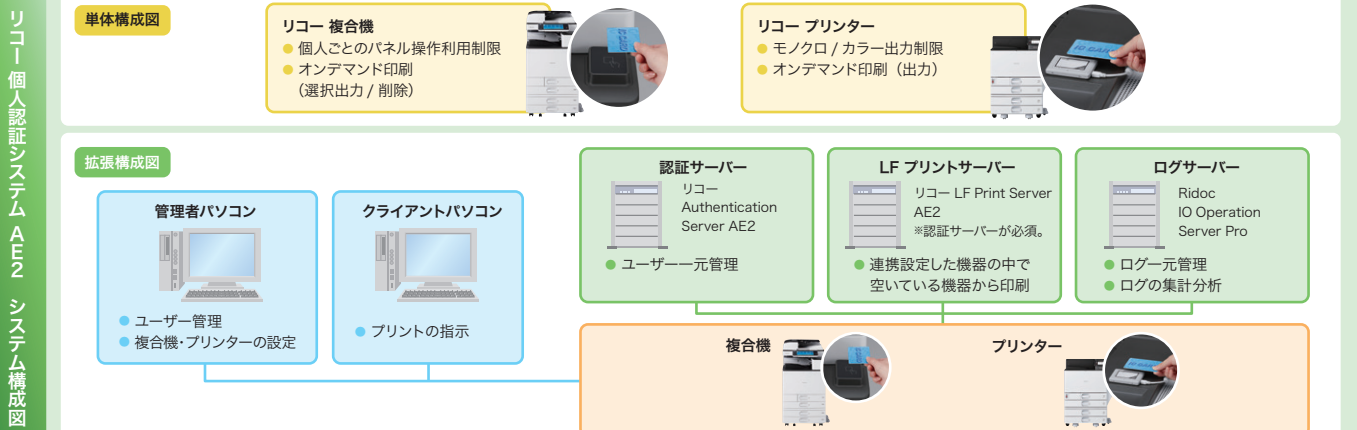 リコー 個人認証システム AE2 システム構成図
単体構成図
リコー 複合機
● 個人ごとのパネル操作利用制限
● オンデマンド印刷
（選択出力 / 削除）
リコー プリンター
● モノクロ / カラー出力制限
● オンデマンド印刷（出力）
拡張構成図
管理者パソコン
● ユーザー管理
● 複合機・プリンターの設定
クライアントパソコン
● プリントの指示
認証サーバー
リコー
Authentication
Server AE2
● ユーザー一元管理
LF プリントサーバー
リコー LF Print Server
AE2
※認証サーバーが必須。
● 連携設定した機器の中で
空いている機器から印刷
ログサーバー
Ridoc
IO Operation
Server Pro
● ログ一元管理
● ログの集計分析
複合機
プリンター